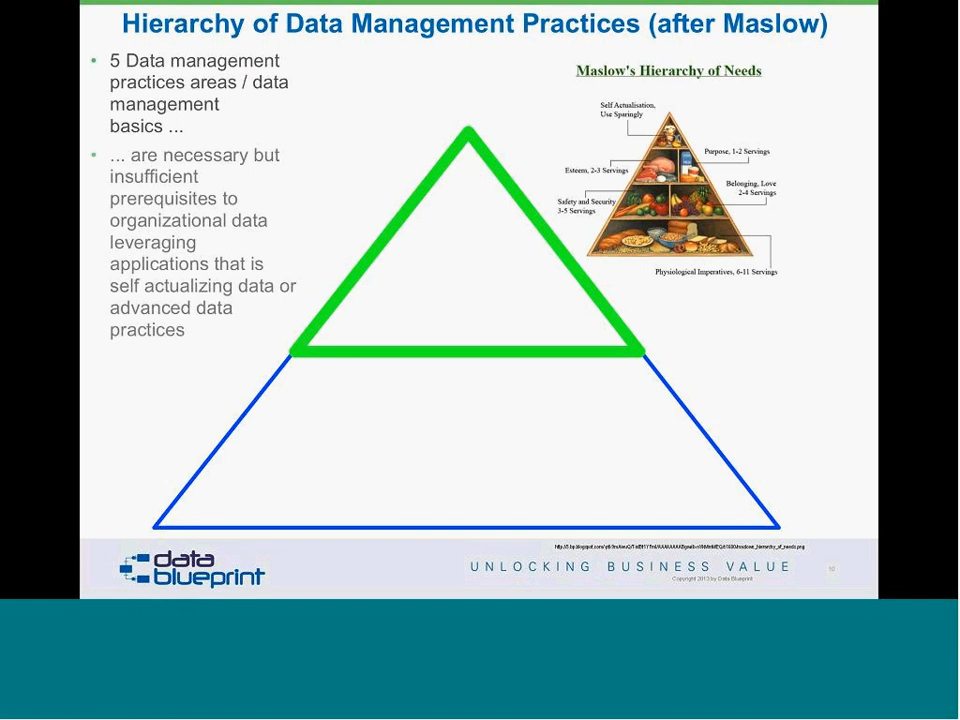 Hierarchy of Data Management Practices (after Maslow)
• 5 Data management
practices areas / data
management
basics ...
• ... are necessary but
insufficient
prerequisites to
organizational data
leveraging
applications that is
self actualizing data or
advanced data
practices
Maslow's Hierarchy of Needs
Self Actualisation,
Use Sparingly
Purpose, 1-2 Servings
Esteem, 2-3 Servings
Belonging, Love
2-4 Servings
Safety and Security
3-5 Servings
Physiological Imperatives, 6-11 Servings
data
blueprint
UNLOCKING BUSINESS VALUE
Copyright 2013 by Data Blueprint
10